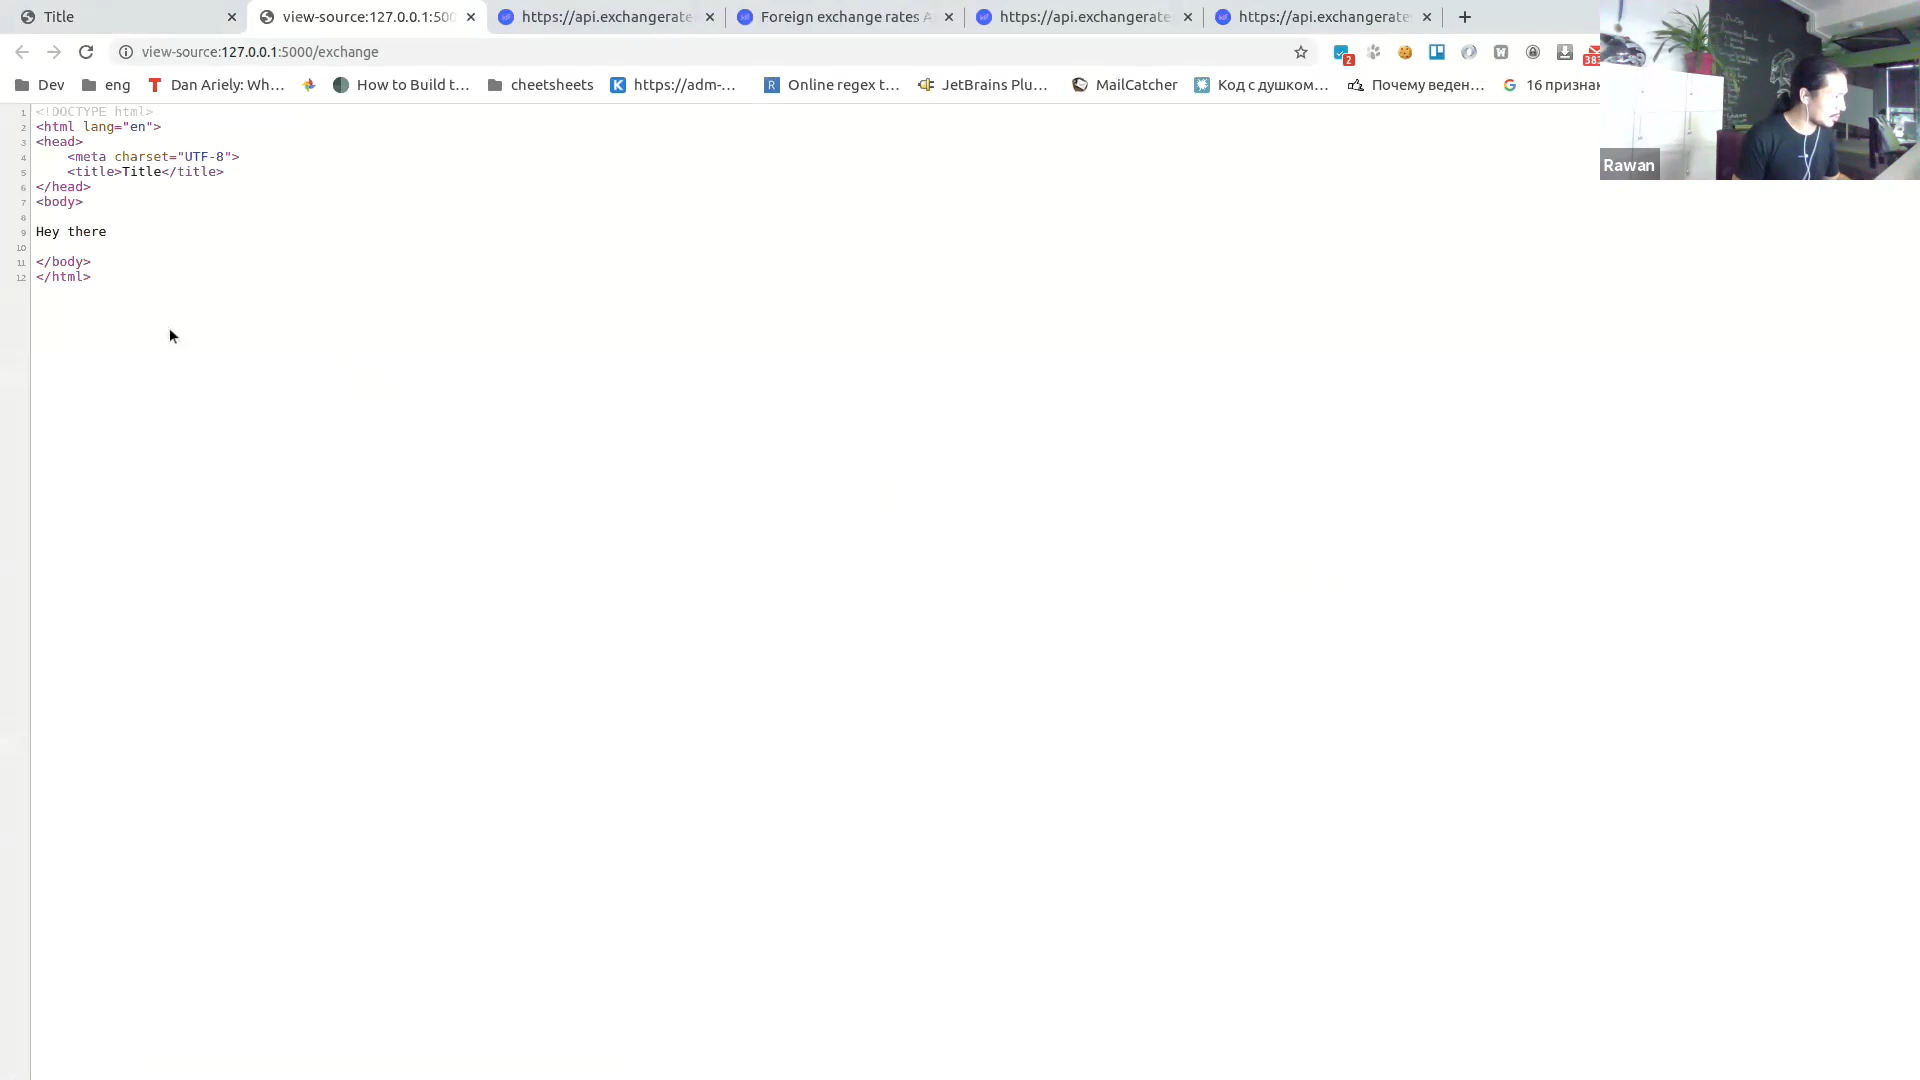 Title
view-source:127.0.0.1:500
https://api.exchangerate
Foreign exchange rates A
https://api.exchangerate
https://api.exchangerate
view-source:127.0.0.1:5000/exchange
2
383
Dev
eng
Dan Ariely: Wh...
How to Build t...
cheetsheets
https://adm-...
Online regex t...
JetBrains Plu...
MailCatcher
Код с душком...
Почему веден...
16 признак
Rawan
1 <!DOCTYPE html>
2 <html lang="en">
3 <head>
4 <meta charset="UTF-8">
5 <title>Title</title>
6 </head>
7 <body>
8
9 Hey there
10
11 </body>
12 </html>